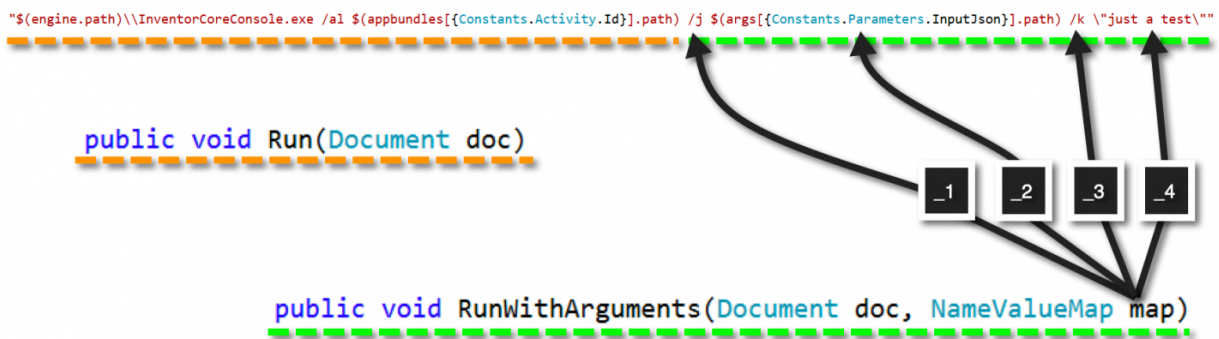 "$(engine.path)\\InventorCoreConsole.exe /al $(appbundles[{Constants.Activity.Id}].path) /j $(args[{Constants.Parameters.InputJson}].path) /k \"just a test\""
public void Run(Document doc)
_1 _2 _3 _4
public void RunWithArguments(Document doc, NameValueMap map)